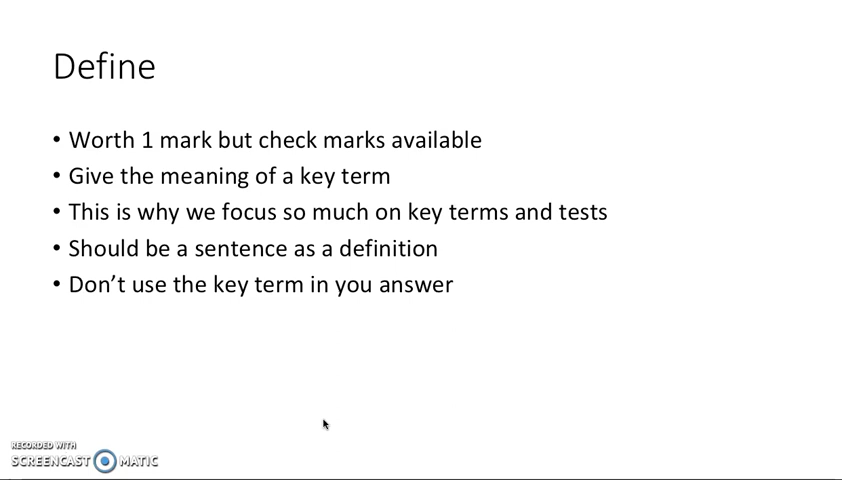 Define
• Worth 1 mark but check marks available
• Give the meaning of a key term
• This is why we focus so much on key terms and tests
• Should be a sentence as a definition
• Don’t use the key term in you answer
RECORDED WITH
SCREENCAST MATIC